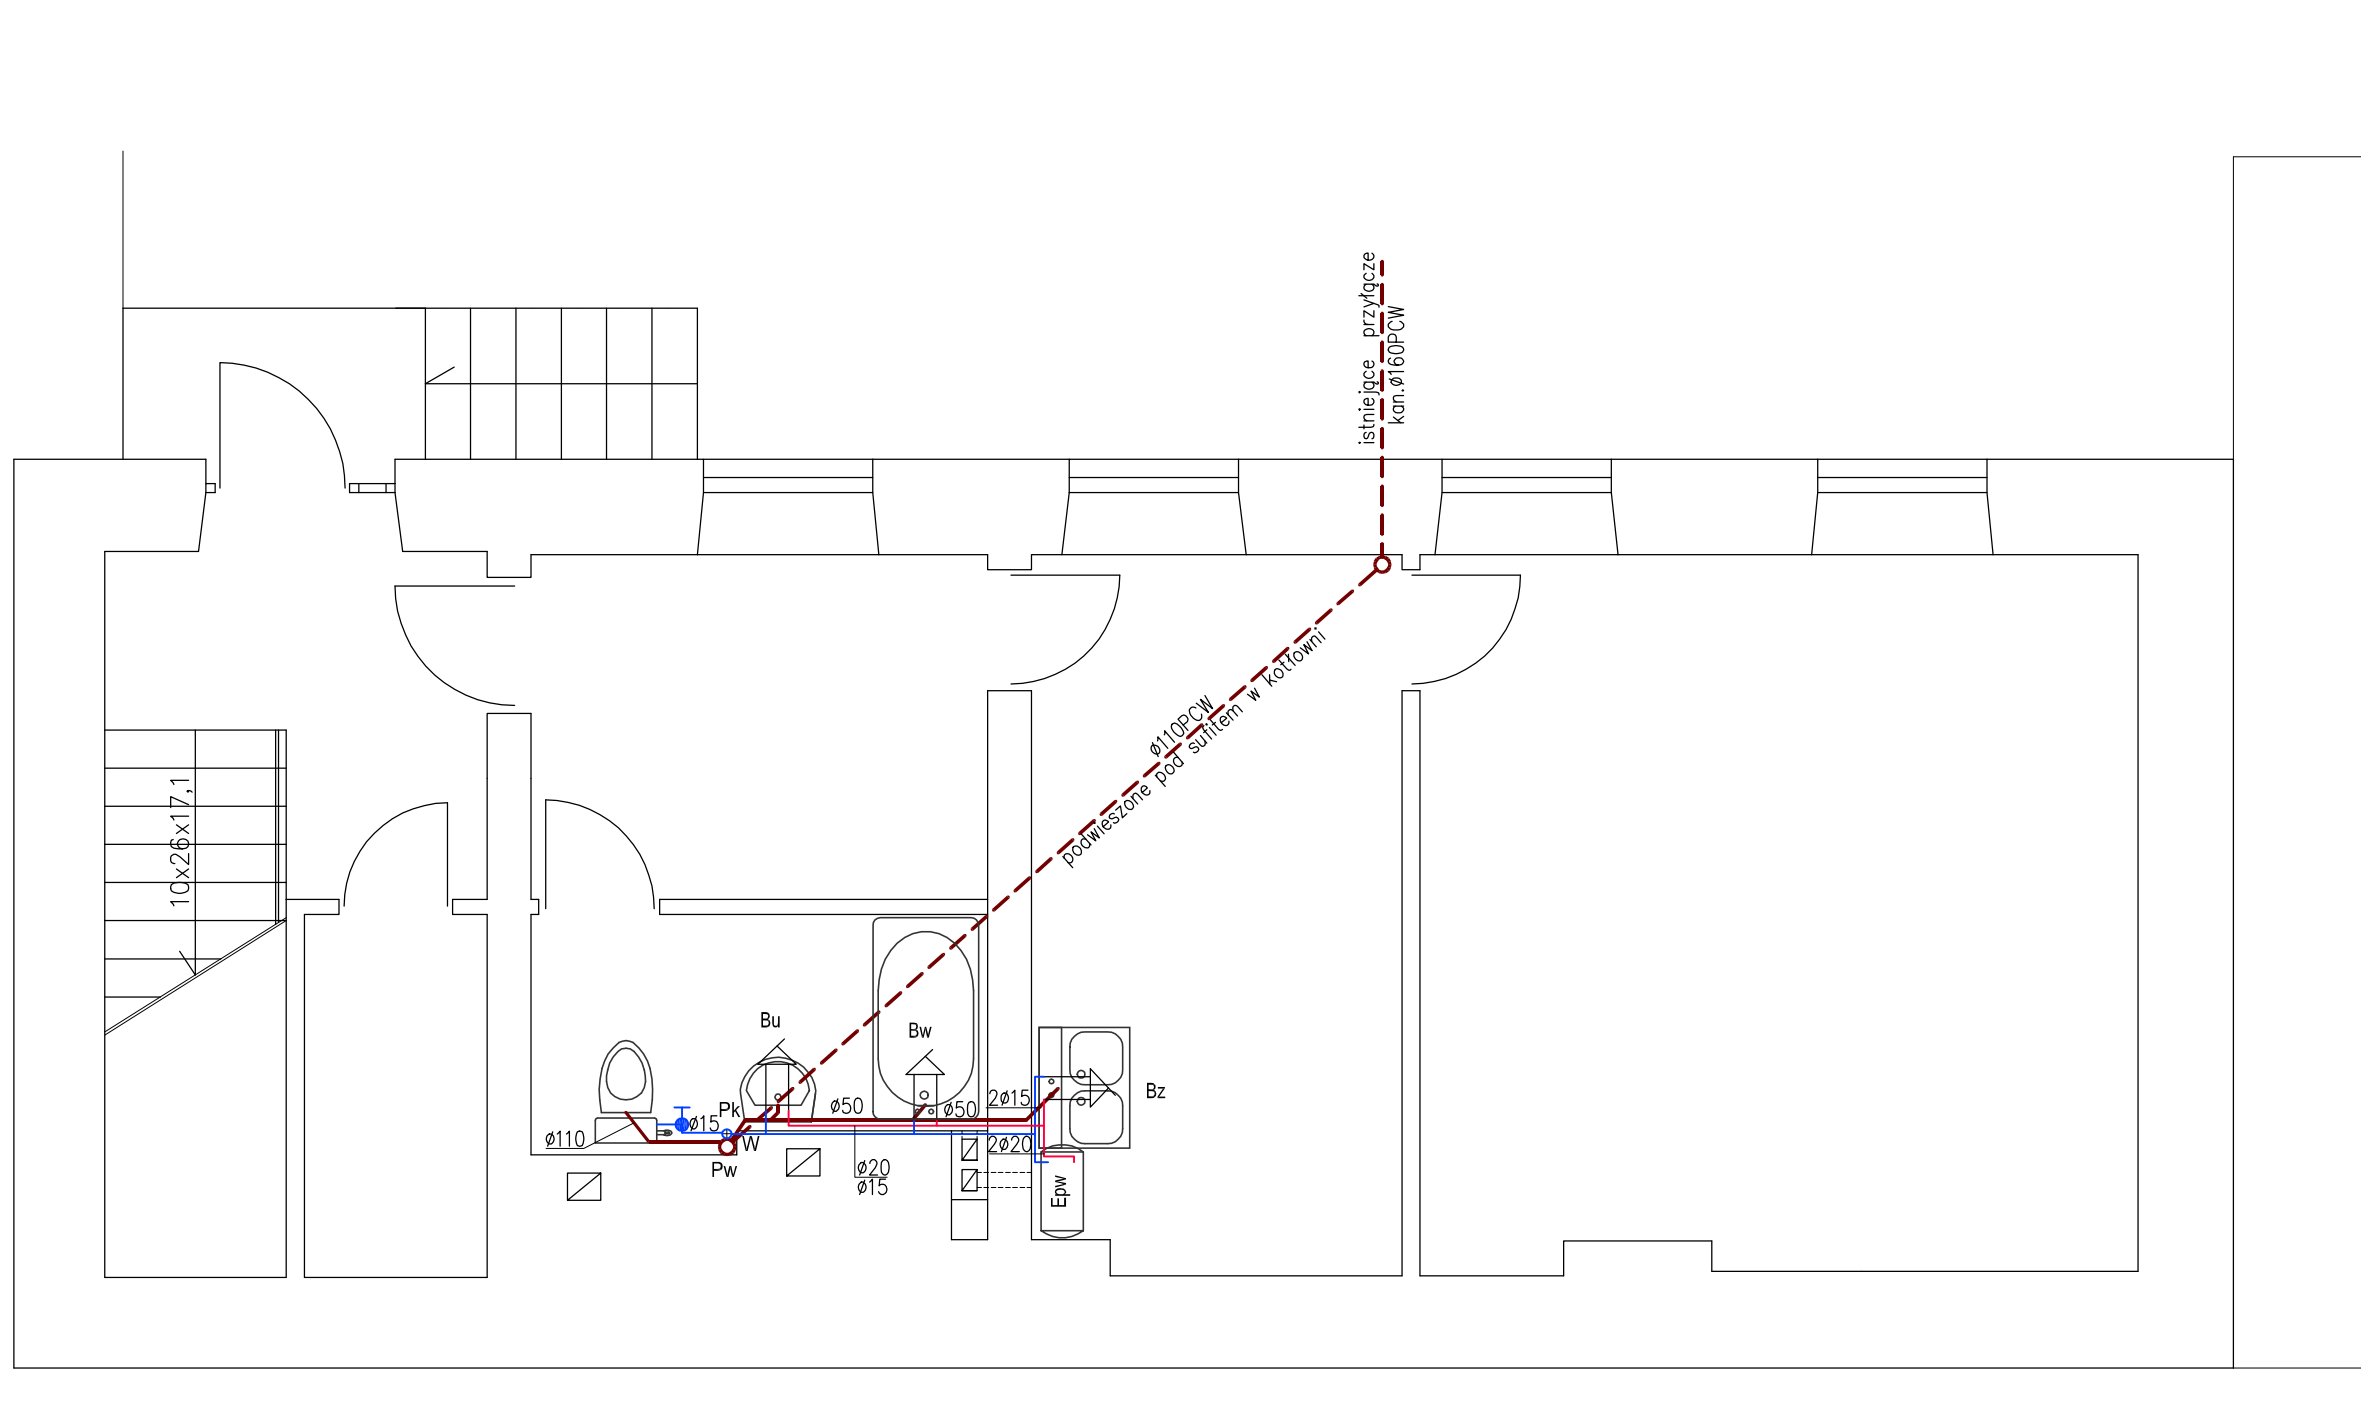 istniejące przyłącze
kan.ø160PCW
ø110PCW
podwieszone pod sufitem w kotłowni
10x26x17,1
Bu
Bw
Bz
Pk
ø15
ø50
ø50
2ø15
ø110
W
2ø20
Pw
ø20
ø15
Epw